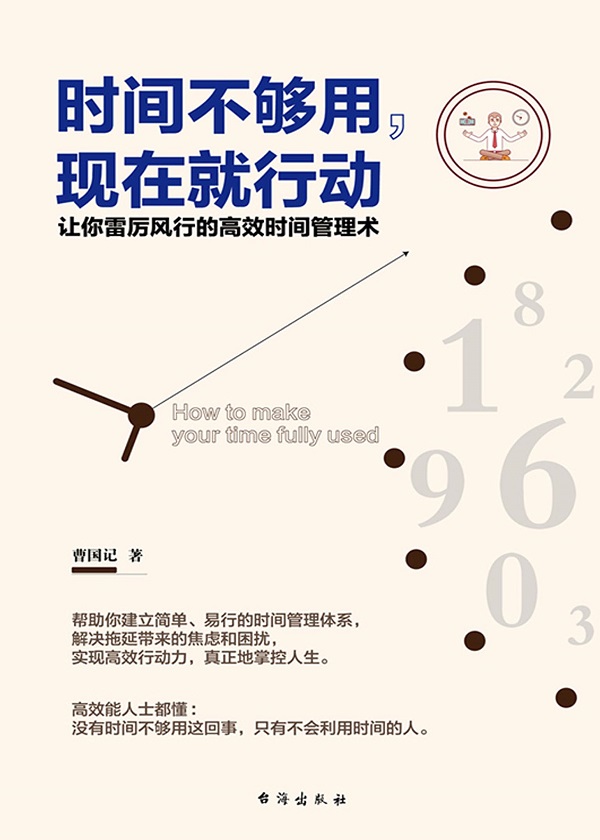 时间不够用,
现在就行动
让你雷厉风行的高效时间管理术
8
1
2
How to make
your time fully used
6
9
0
3
曹国记 著
帮助你建立简单、易行的时间管理体系，
解决拖延带来的焦虑和困扰，
实现高效行动力，真正地掌控人生。
高效能人士都懂：
没有时间不够用这回事，只有不会利用时间的人。
台海出版社